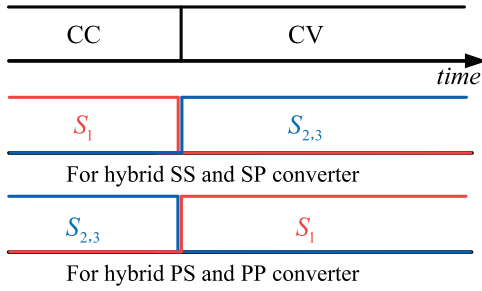 CC CV
time
S1 S2,3
For hybrid SS and SP converter
S2,3 S1
For hybrid PS and PP converter